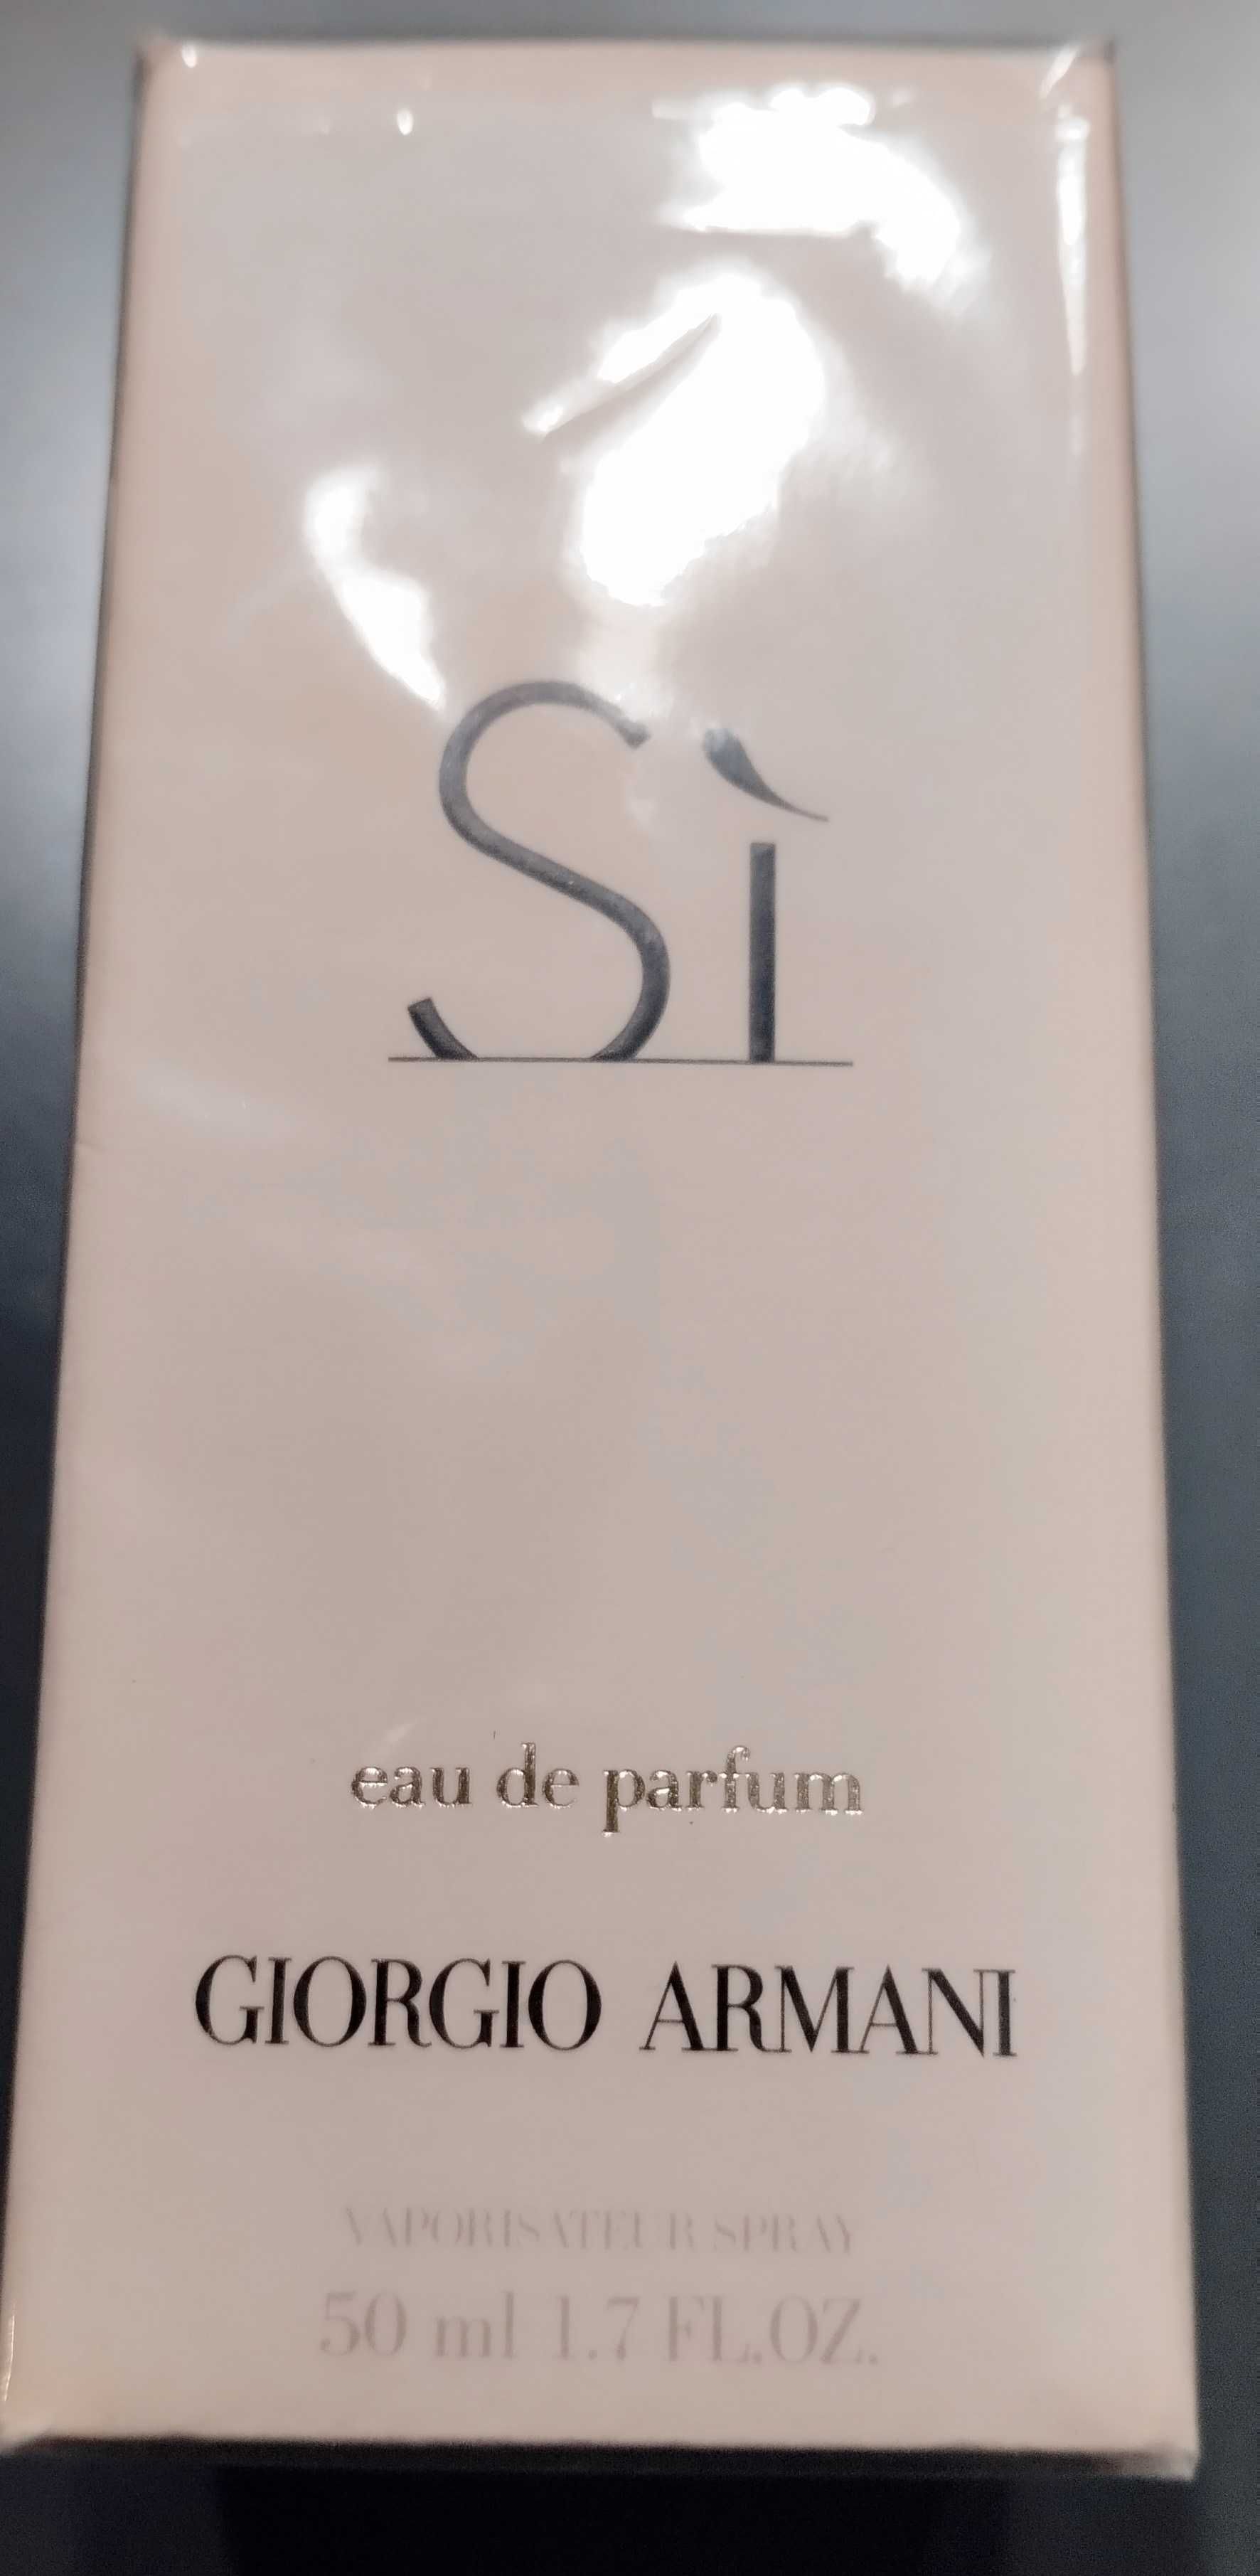 Sì
eau de parfum
GIORGIO ARMANI
VAPORISATEUR SPRAY
50 ml 1.7 FL.OZ.